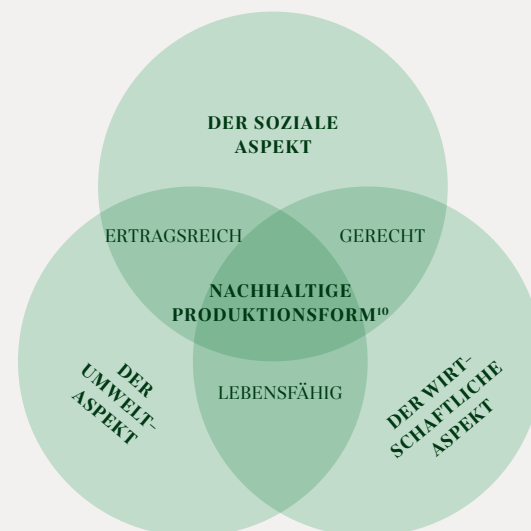 DER SOZIALE
ASPEKT
ERTRAGSREICH
GERECHT
NACHHALTIGE
PRODUKTIONSFORM¹⁰
DER
UMWELT-
ASPEKT
LEBENSFÄHIG
DER WIRT-
SCHAFTLICHE
ASPEKT